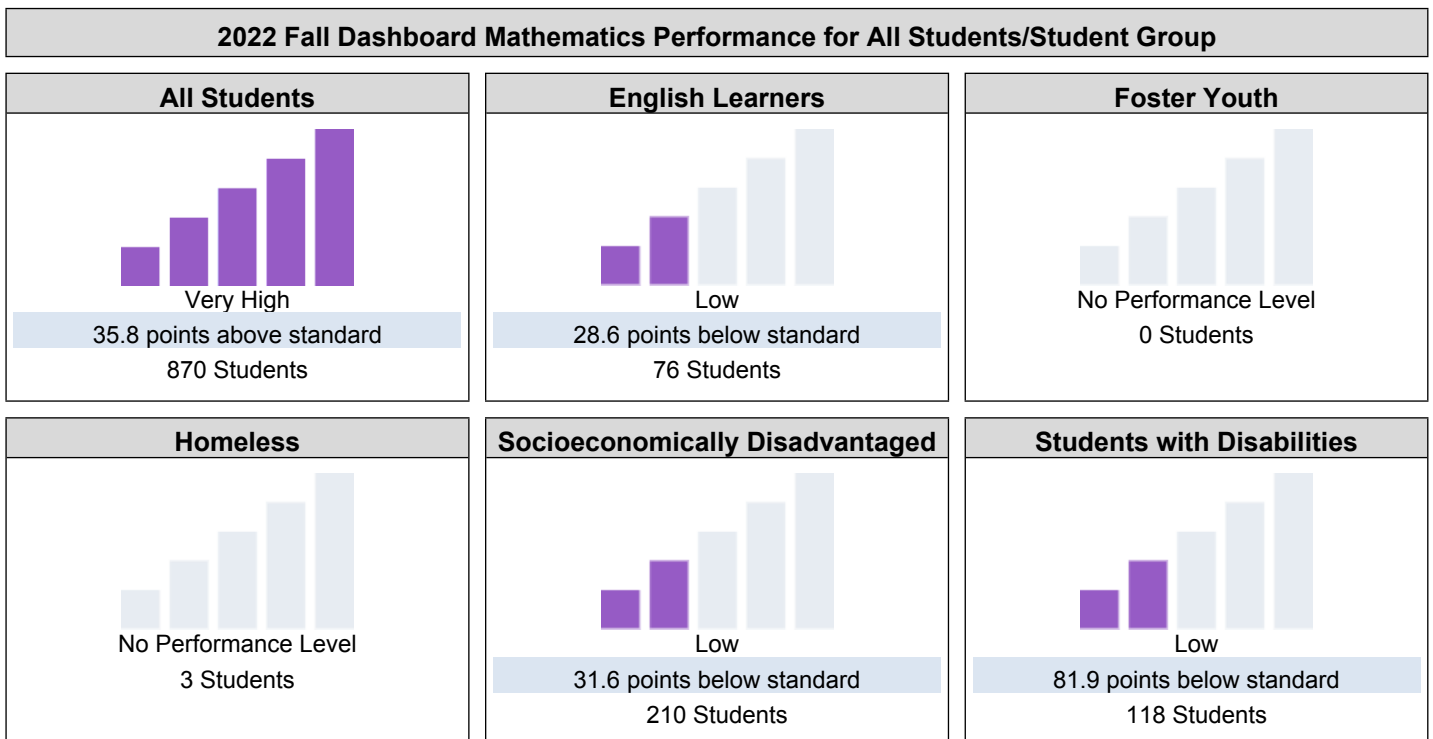 2022 Fall Dashboard Mathematics Performance for All Students/Student Group
All Students
Very High
35.8 points above standard
870 Students
English Learners
Low
28.6 points below standard
76 Students
Foster Youth
No Performance Level
0 Students
Homeless
No Performance Level
3 Students
Socioeconomically Disadvantaged
Low
31.6 points below standard
210 Students
Students with Disabilities
Low
81.9 points below standard
118 Students